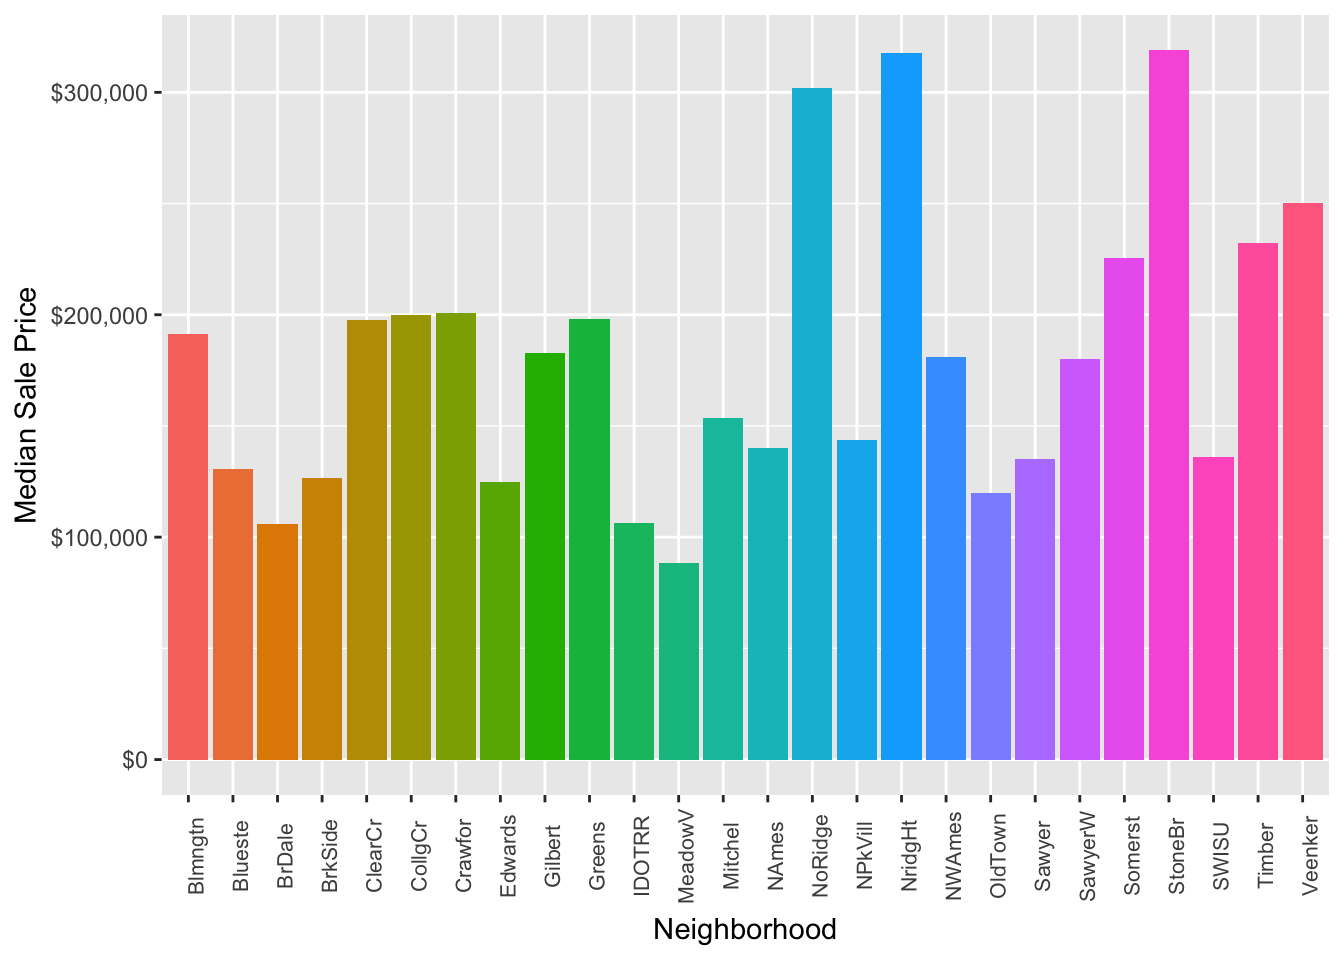 Median Sale Price
$300,000
$200,000
$100,000
$0
Blmngtn
Blueste
BrDale
BrkSide
ClearCr
CollgCr
Crawfor
Edwards
Gilbert
Greens
IDOTRR
MeadowV
Mitchel
NAmes
NoRidge
NPkVill
NridgHt
NWAmes
OldTown
Sawyer
SawyerW
Somerst
StoneBr
SWISU
Timber
Veenker
Neighborhood